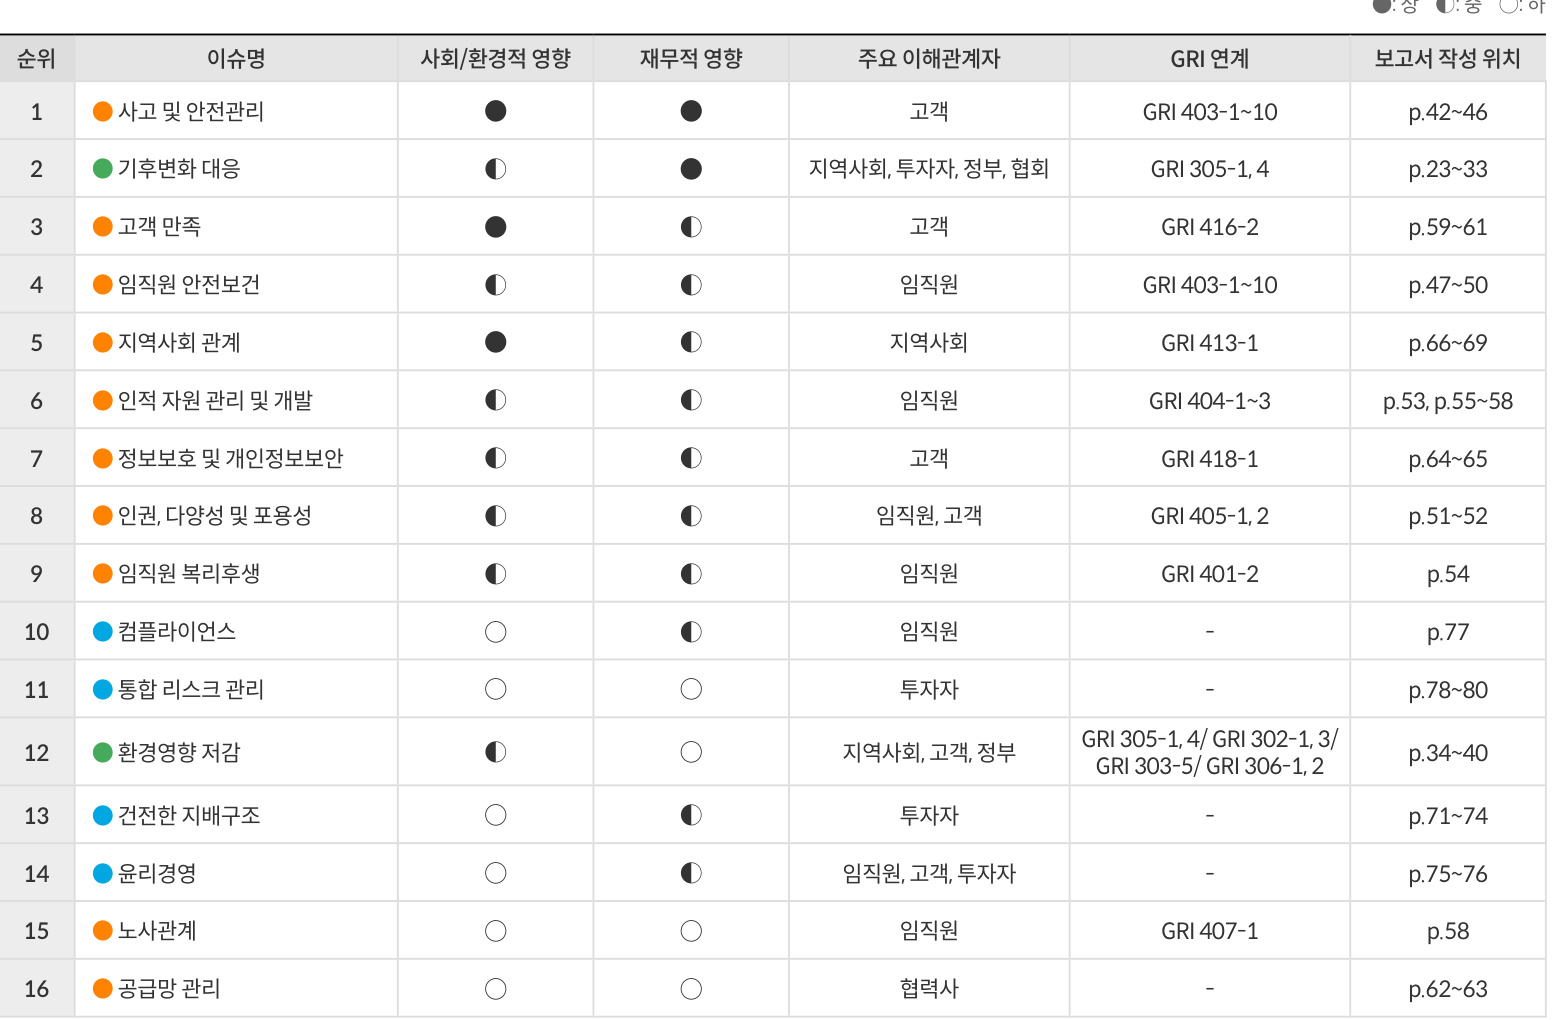 ●: 상 ◐: 중 ○: 하
순위 이슈명 사회/환경적 영향 재무적 영향 주요 이해관계자 GRI 연계 보고서 작성 위치
1 사고 및 안전관리 ● ● 고객 GRI 403-1~10 p.42~46
2 기후변화 대응 ◐ ● 지역사회, 투자자, 정부, 협회 GRI 305-1, 4 p.23~33
3 고객 만족 ● ◐ 고객 GRI 416-2 p.59~61
4 임직원 안전보건 ◐ ◐ 임직원 GRI 403-1~10 p.47~50
5 지역사회 관계 ● ◐ 지역사회 GRI 413-1 p.66~69
6 인적 자원 관리 및 개발 ◐ ◐ 임직원 GRI 404-1~3 p.53, p.55~58
7 정보보호 및 개인정보보안 ◐ ◐ 고객 GRI 418-1 p.64~65
8 인권, 다양성 및 포용성 ◐ ◐ 임직원, 고객 GRI 405-1, 2 p.51~52
9 임직원 복리후생 ◐ ◐ 임직원 GRI 401-2 p.54
10 컴플라이언스 ○ ◐ 임직원 - p.77
11 통합 리스크 관리 ○ ○ 투자자 - p.78~80
12 환경영향 저감 ◐ ○ 지역사회, 고객, 정부 GRI 305-1, 4/ GRI 302-1, 3/
GRI 303-5/ GRI 306-1, 2 p.34~40
13 건전한 지배구조 ○ ◐ 투자자 - p.71~74
14 윤리경영 ○ ◐ 임직원, 고객, 투자자 - p.75~76
15 노사관계 ○ ○ 임직원 GRI 407-1 p.58
16 공급망 관리 ○ ○ 협력사 - p.62~63